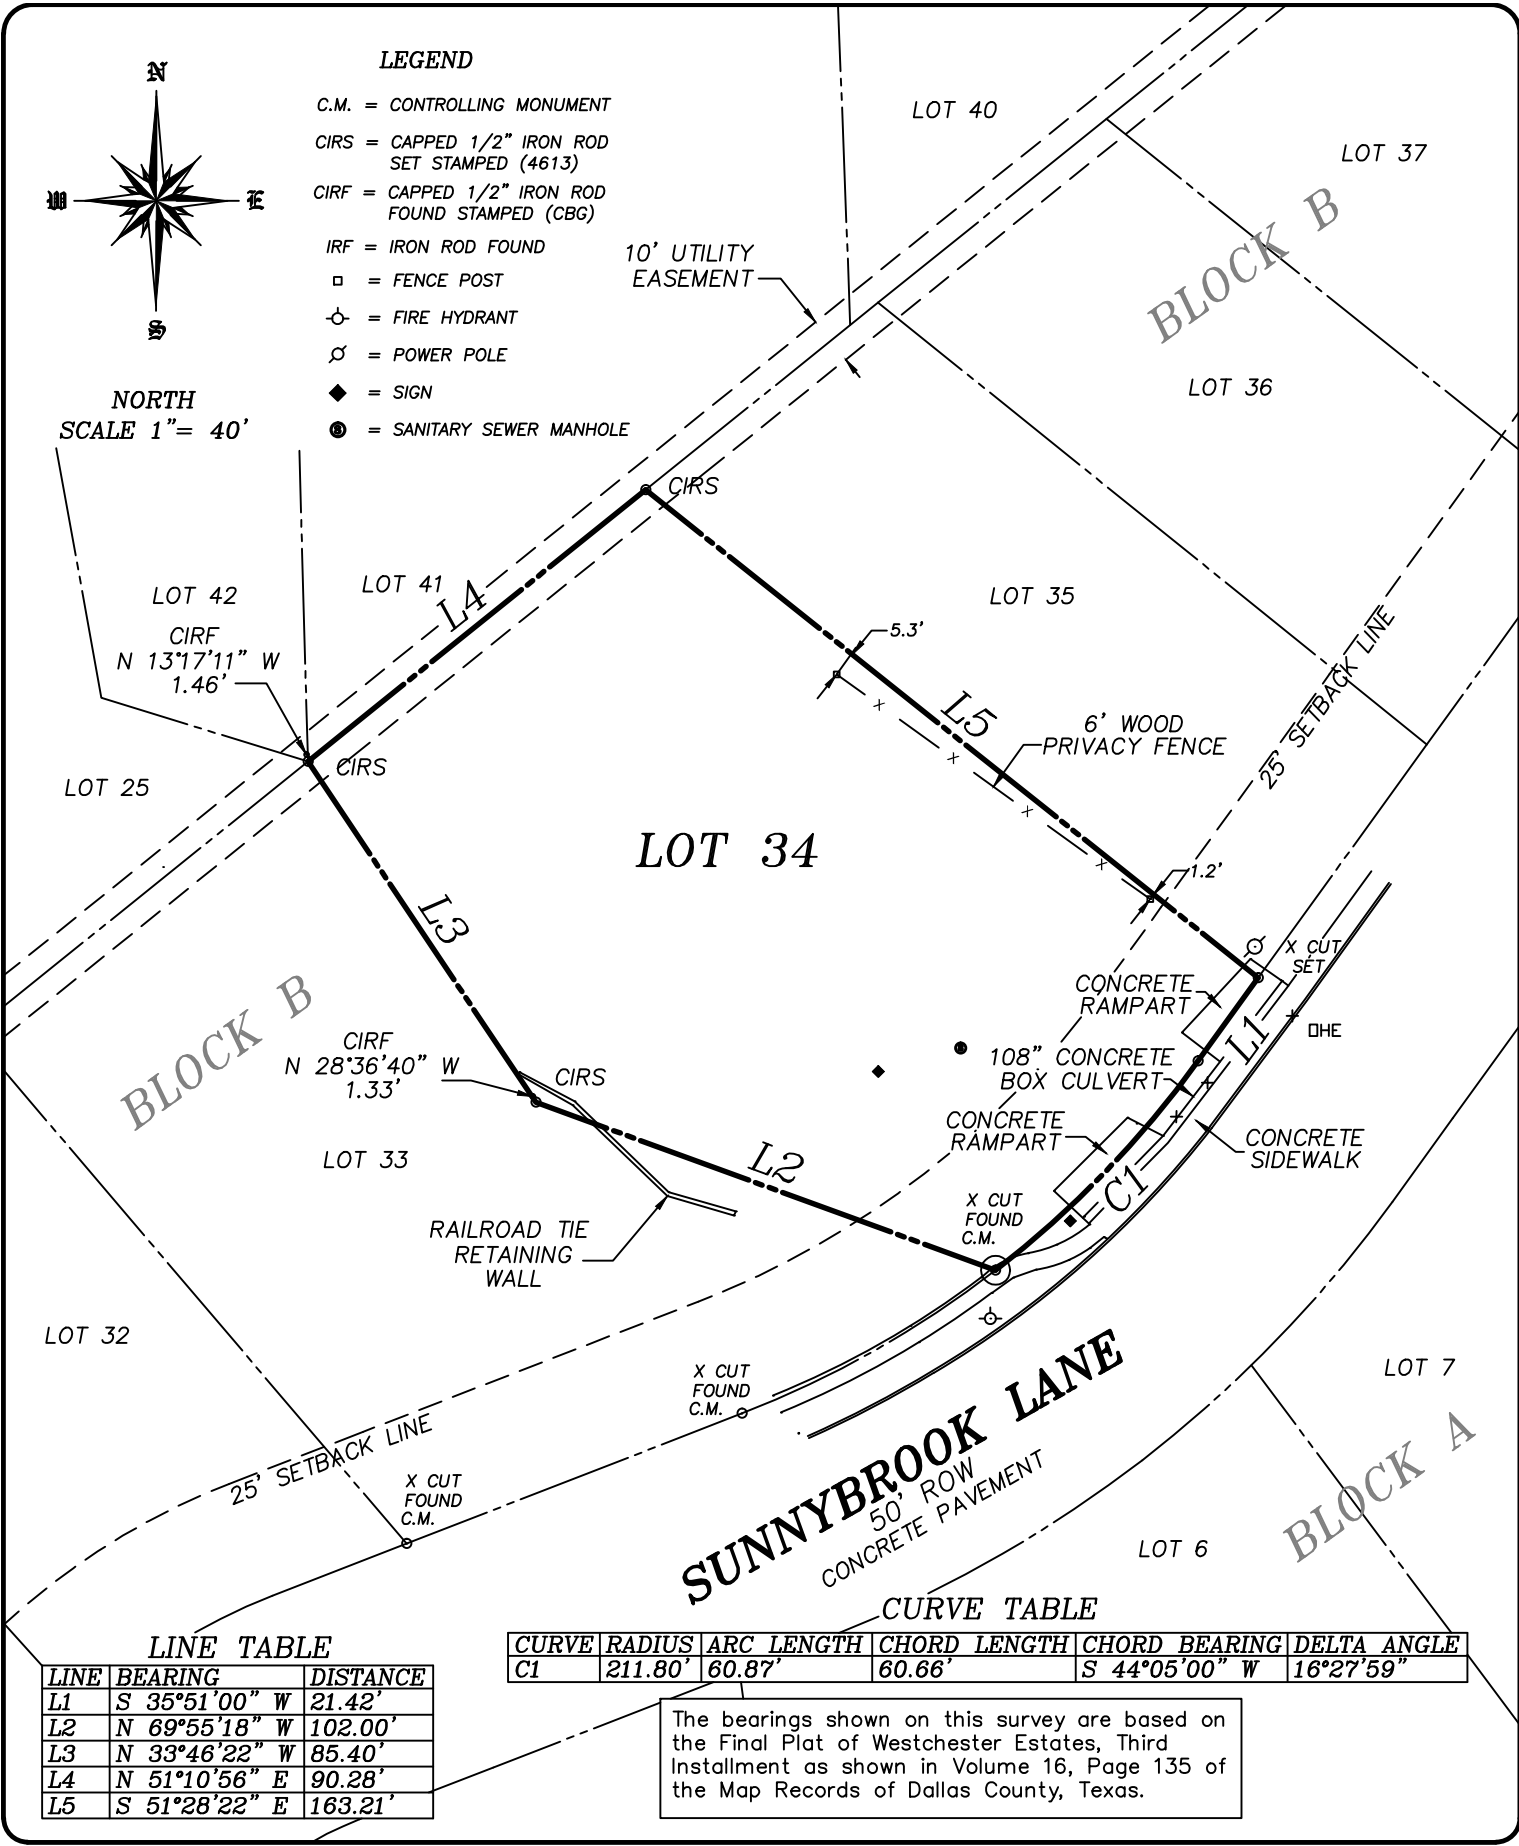 N
W
E
S
NORTH
SCALE 1"= 40'
LEGEND
C.M. = CONTROLLING MONUMENT
CIRS = CAPPED 1/2" IRON ROD
SET STAMPED (4613)
CIRF = CAPPED 1/2" IRON ROD
FOUND STAMPED (CBG)
IRF = IRON ROD FOUND
= FENCE POST
= FIRE HYDRANT
= POWER POLE
= SIGN
= SANITARY SEWER MANHOLE
10' UTILITY
EASEMENT
LOT 40
LOT 37
BLOCK B
LOT 36
CIRS
LOT 42
LOT 41
L4
LOT 35
CIRF
N 13°17'11" W
1.46'
5.3'
25' SETBACK LINE
L5
6' WOOD
PRIVACY FENCE
CIRS
LOT 25
LOT 34
1.2'
L3
X CUT
SET
CONCRETE
RAMPART
BLOCK B
OHE
L1
CIRF
N 28°36'40" W
1.33'
CIRS
108" CONCRETE
BOX CULVERT
CONCRETE
RAMPART
CONCRETE
SIDEWALK
LOT 33
L2
C1
X CUT
FOUND
C.M.
RAILROAD TIE
RETAINING
WALL
LOT 32
X CUT
FOUND
C.M.
SUNNYBROOK LANE
50' ROW
CONCRETE PAVEMENT
LOT 7
BLOCK A
25' SETBACK LINE
X CUT
FOUND
C.M.
LOT 6
LINE TABLE
LINE BEARING DISTANCE
L1 S 35°51'00" W 21.42'
L2 N 69°55'18" W 102.00'
L3 N 33°46'22" W 85.40'
L4 N 51°10'56" E 90.28'
L5 S 51°28'22" E 163.21'
CURVE TABLE
CURVE RADIUS ARC LENGTH CHORD LENGTH CHORD BEARING DELTA ANGLE
C1 211.80' 60.87' 60.66' S 44°05'00" W 16°27'59"
The bearings shown on this survey are based on
the Final Plat of Westchester Estates, Third
Installment as shown in Volume 16, Page 135 of
the Map Records of Dallas County, Texas.